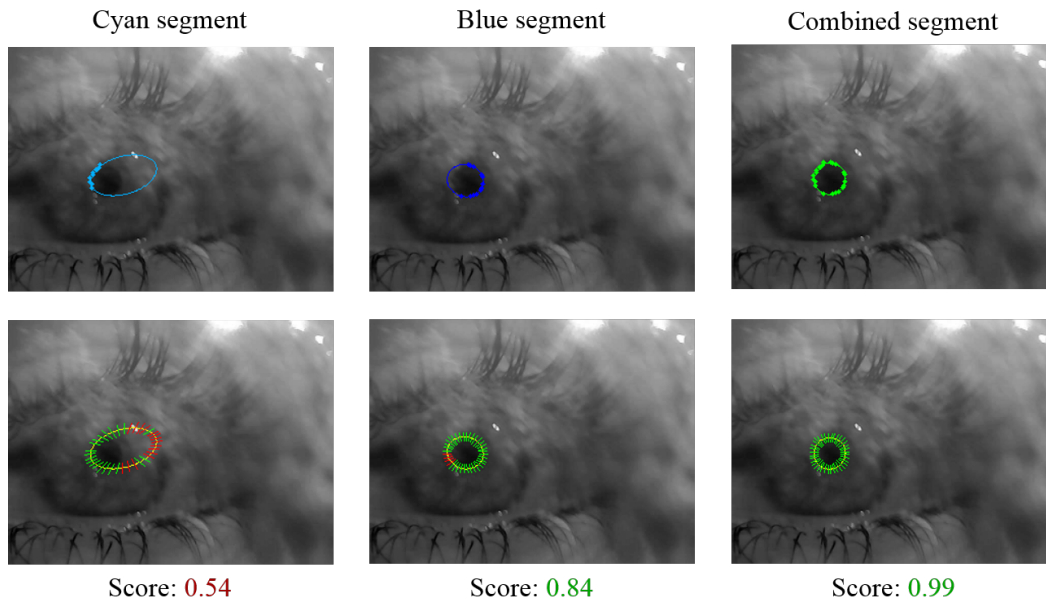 Cyan segment
Blue segment
Combined segment
Score: 0.54
Score: 0.84
Score: 0.99